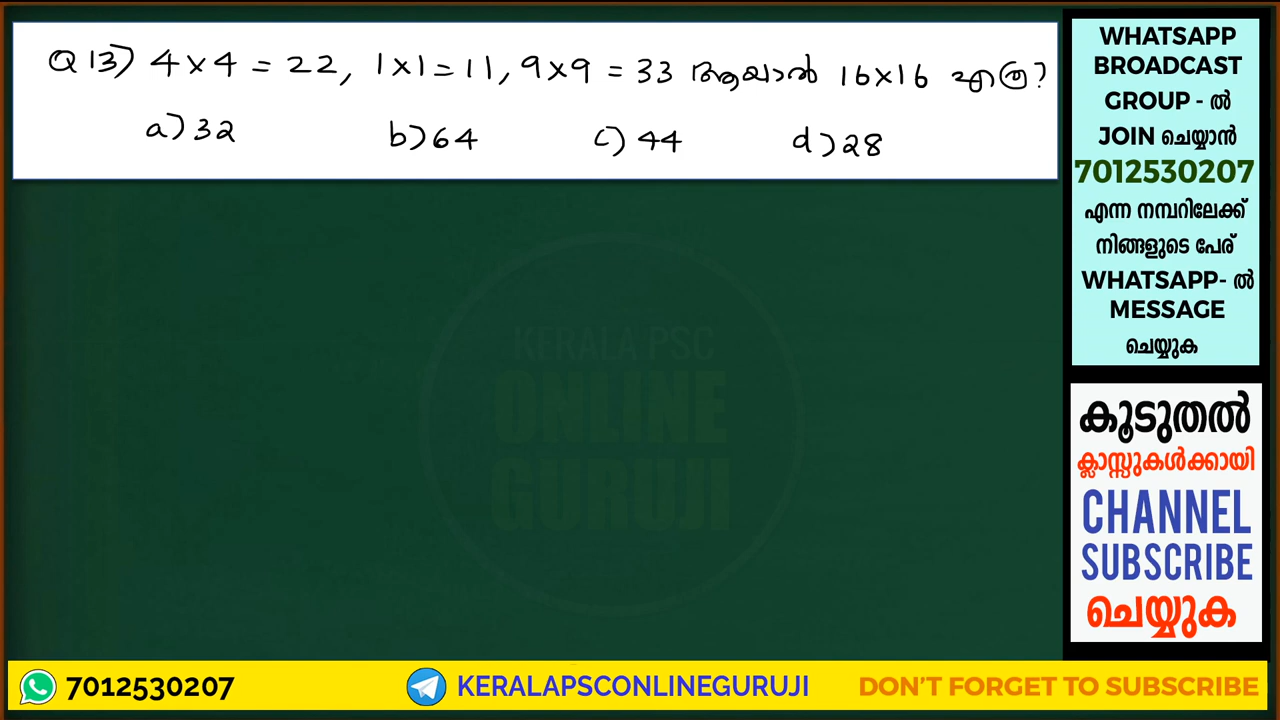 Q 13) 4 × 4 = 22, 1×1 = 11, 9×9 = 33 ആയാൽ 16×16 എത്ര?
a) 32 b) 64 c) 44 d) 28
KERALA PSC
ONLINE
GURUJI
WHATSAPP
BROADCAST
GROUP - ൽ
JOIN ചെയ്യാൻ
7012530207
എന്ന നമ്പറിലേക്ക്
നിങ്ങളുടെ പേര്
WHATSAPP- ൽ
MESSAGE
ചെയ്യുക
കൂടുതൽ
ക്ലാസ്സുകൾക്കായി
CHANNEL
SUBSCRIBE
ചെയ്യുക
7012530207 KERALAPSCONLINEGURUJI DON'T FORGET TO SUBSCRIBE